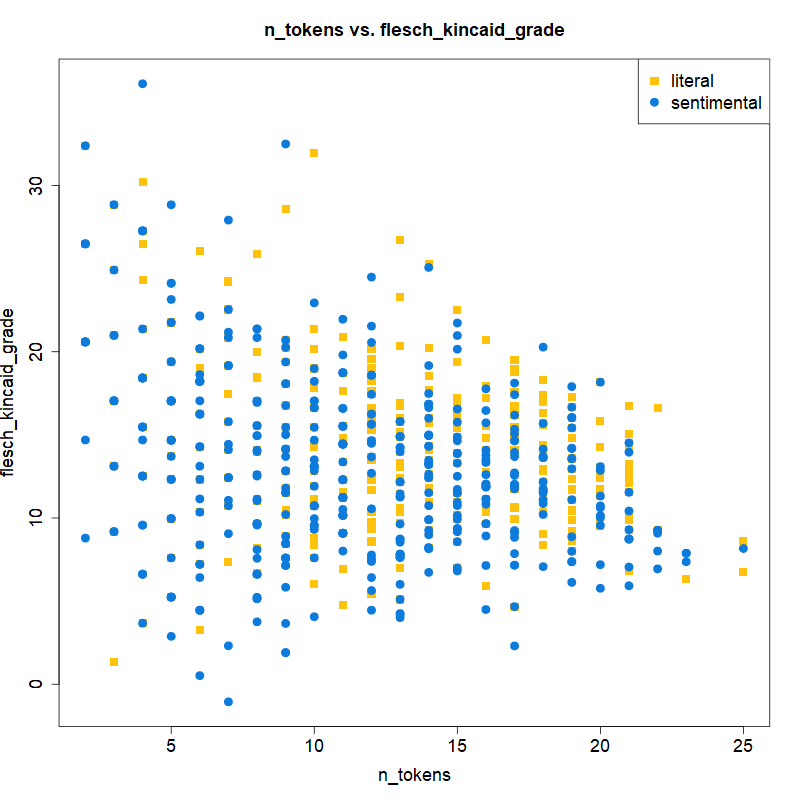 n_tokens vs. flesch_kincaid_grade
literal
sentimental
flesch_kincaid_grade
30
20
10
0
5 10 15 20 25
n_tokens